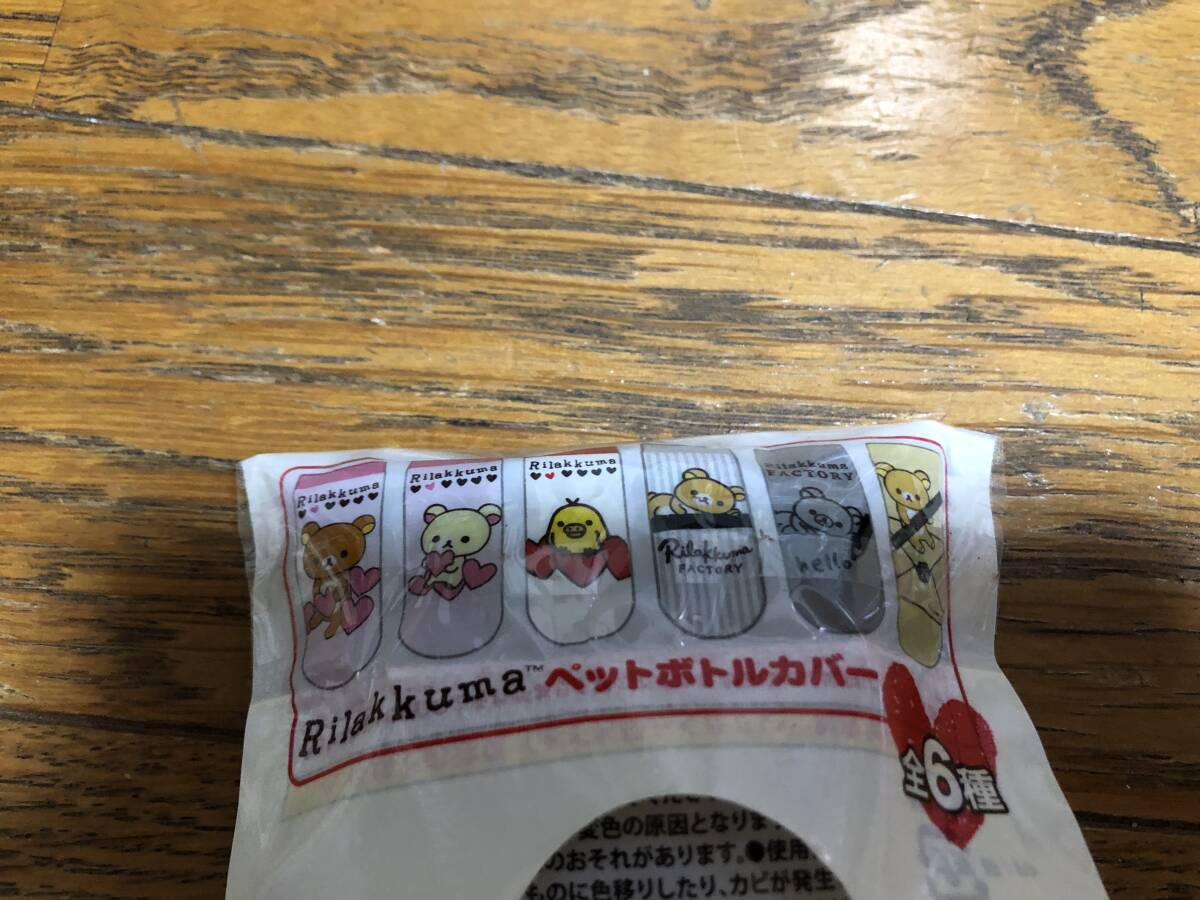 Rilakkuma
Rilakkuma
Rilakkuma
Rilakkuma
FACTORY
Rilakkuma
FACTORY
hello
Rilakkuma™ ペットボトルカバー
全6種
変色の原因となりま
のおそれがあります。●使用
ものに色移りしたり、カビが発生